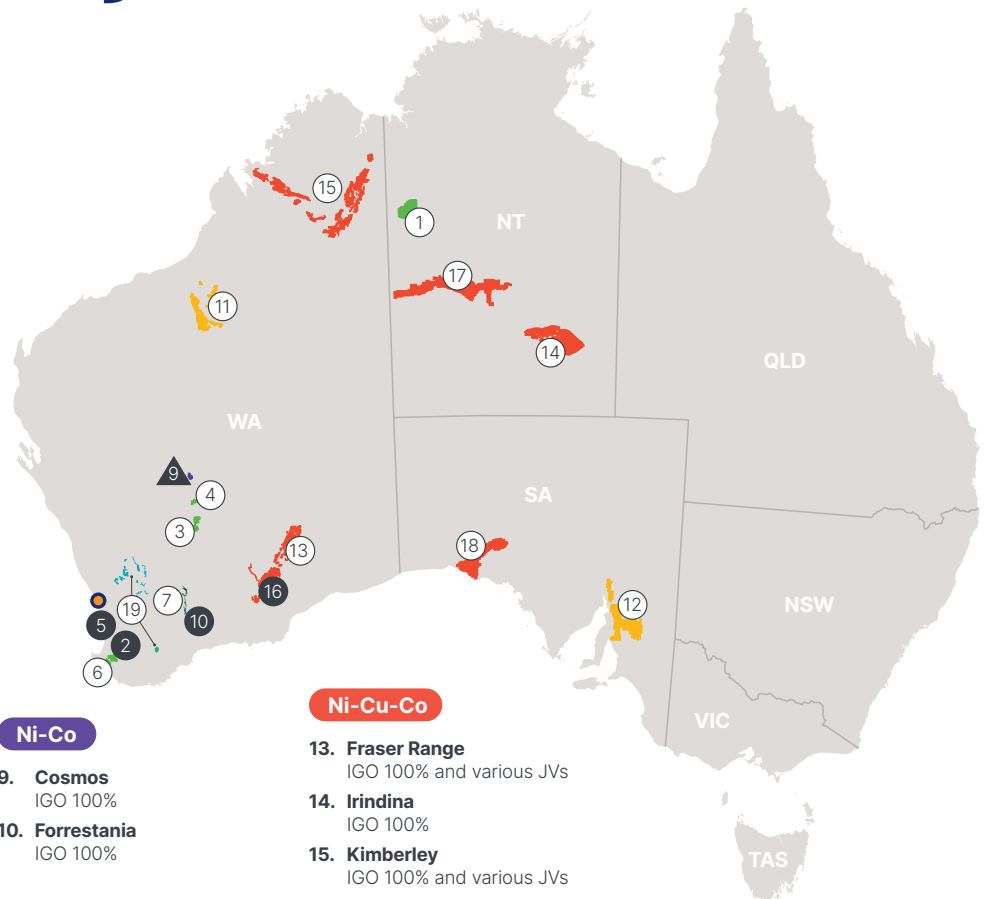 15
1
NT
17
11
14
QLD
WA
9
4
SA
3
18
13
16
7
19
12
NSW
10
5
2
6
VIC
TAS
Ni-Co
9. Cosmos
IGO 100%
10. Forrestania
IGO 100%
Ni-Cu-Co
13. Fraser Range
IGO 100% and various JVs
14. Irindina
IGO 100%
15. Kimberley
IGO 100% and various JVs